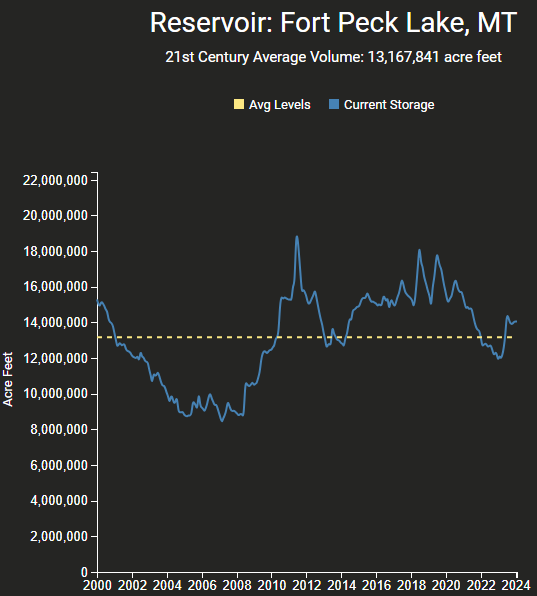 Reservoir: Fort Peck Lake, MT
21st Century Average Volume: 13,167,841 acre feet
Avg Levels Current Storage
22,000,000
20,000,000
18,000,000
16,000,000
14,000,000
12,000,000
10,000,000
8,000,000
6,000,000
4,000,000
2,000,000
0
Acre Feet
2000 2002 2004 2006 2008 2010 2012 2014 2016 2018 2020 2022 2024